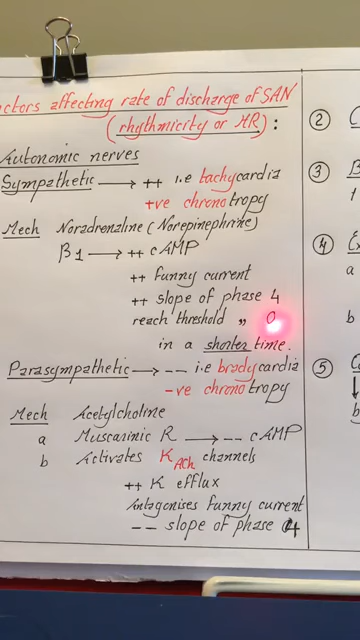 ctors affecting rate of discharge of SAN
(rhythmicity or HR) :
Autonomic nerves
Sympathetic → ++ i.e tachycardia
+ve chronotropy
Mech Noradrenaline (Norepinephrine)
β1 → ++ cAMP
++ funny current
++ slope of phase 4
reach threshold ,, 0
in a shorter time.
Parasympathetic → -- i.e bradycardia
-ve chronotropy
Mech Acetylcholine
a Muscarinic R → -- cAMP
b Activates K ACh channels
++ K efflux
Antagonises funny current
-- slope of phase 4
②
③
④
a
b
⑤